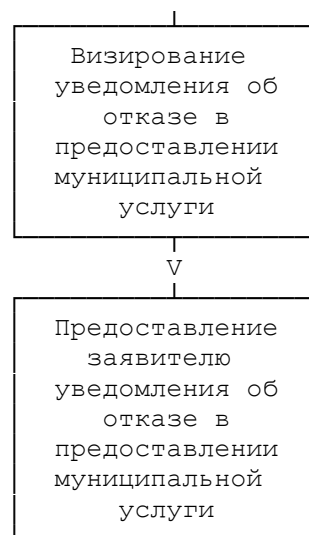 Визирование
уведомления об
отказе в
предоставлении
муниципальной
услуги
V
Предоставление
заявителю
уведомления об
отказе в
предоставлении
муниципальной
услуги